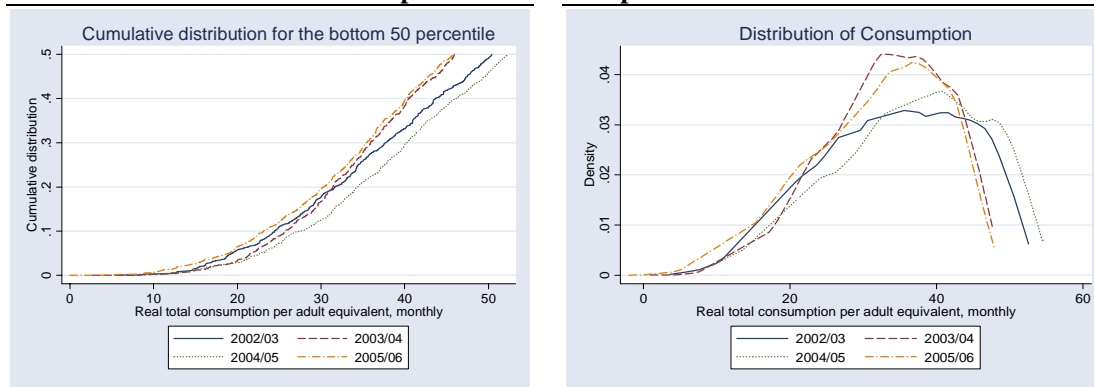 Cumulative distribution for the bottom 50 percentile
Cumulative distribution
.5
.4
.3
.2
.1
0
0 10 20 30 40 50
Real total consumption per adult equivalent, monthly
2002/03 2003/04
2004/05 2005/06
Distribution of Consumption
Density
.04
.03
.02
.01
0
0 20 40 60
Real total consumption per adult equivalent, monthly
2002/03 2003/04
2004/05 2005/06